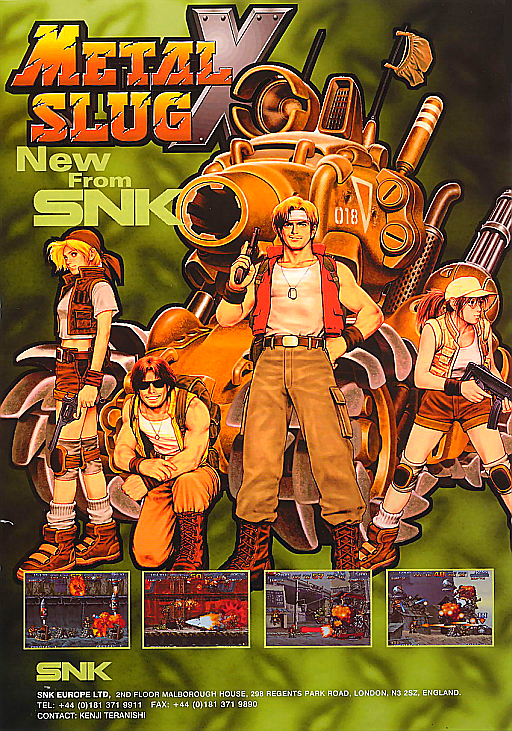 METAL
SLUG X
New
From
SNK
018
SNK
SNK EUROPE LTD, 2ND FLOOR MALBOROUGH HOUSE, 298 REGENTS PARK ROAD, LONDON, N3 2SZ, ENGLAND.
TEL: +44 (0)181 371 9911 FAX: +44 (0)181 371 9890
CONTACT: KENJI TERANISHI